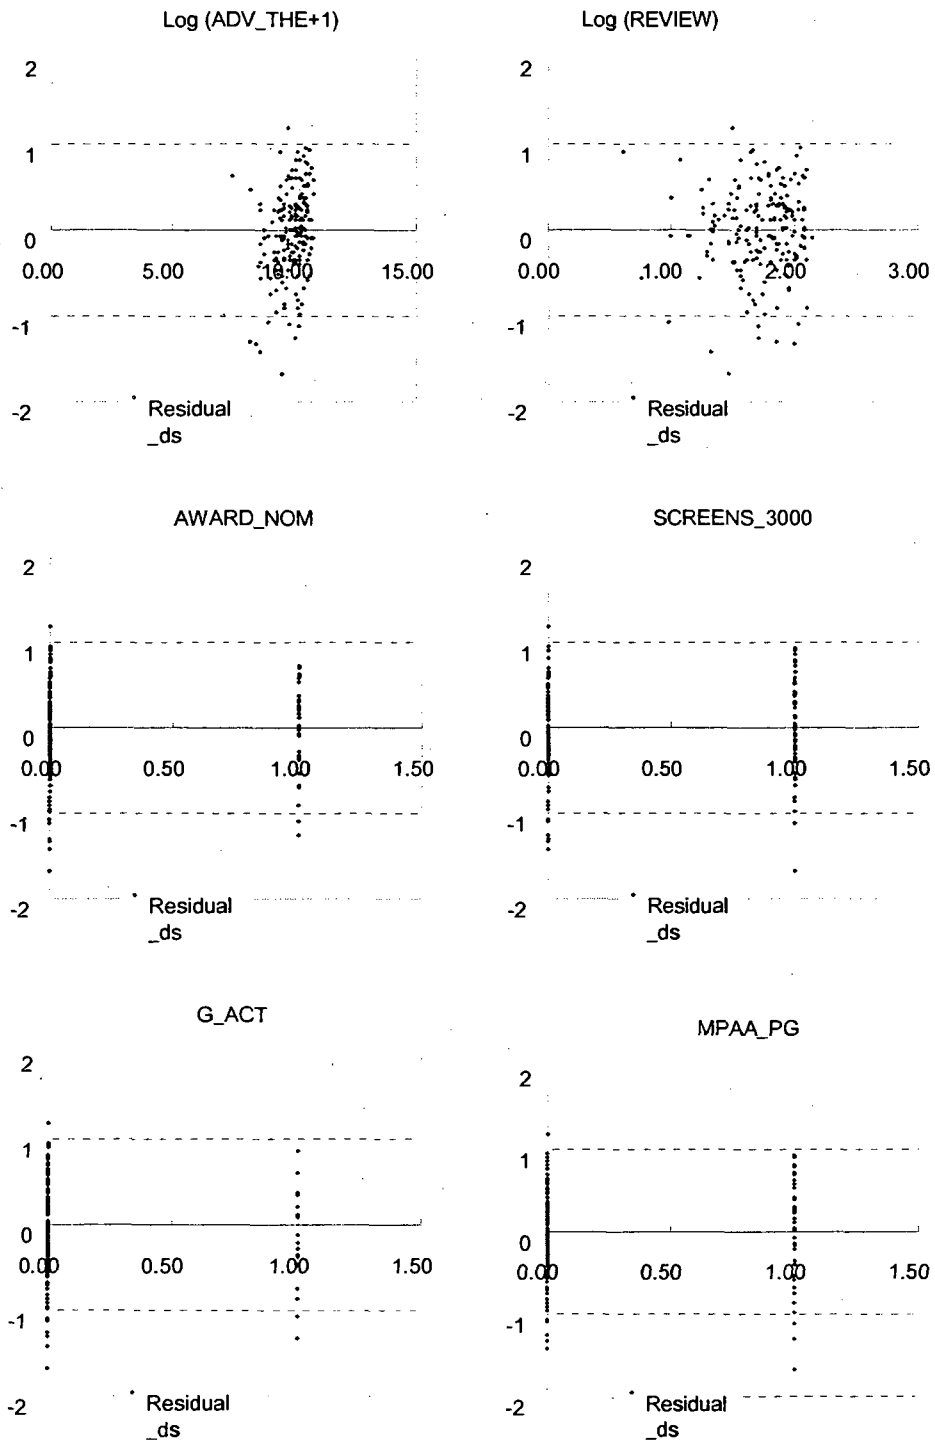 Log (ADV_THE+1)
2
1
0
0.00 5.00 10.00 15.00
-1
-2
Residual
_ds
Log (REVIEW)
2
1
0
0.00 1.00 2.00 3.00
-1
-2
Residual
_ds
AWARD_NOM
2
1
0
0.00 0.50 1.00 1.50
-1
-2
Residual
_ds
SCREENS_3000
2
1
0
0.00 0.50 1.00 1.50
-1
-2
Residual
_ds
G_ACT
2
1
0
0.00 0.50 1.00 1.50
-1
-2
Residual
_ds
MPAA_PG
2
1
0
0.00 0.50 1.00 1.50
-1
-2
Residual
_ds